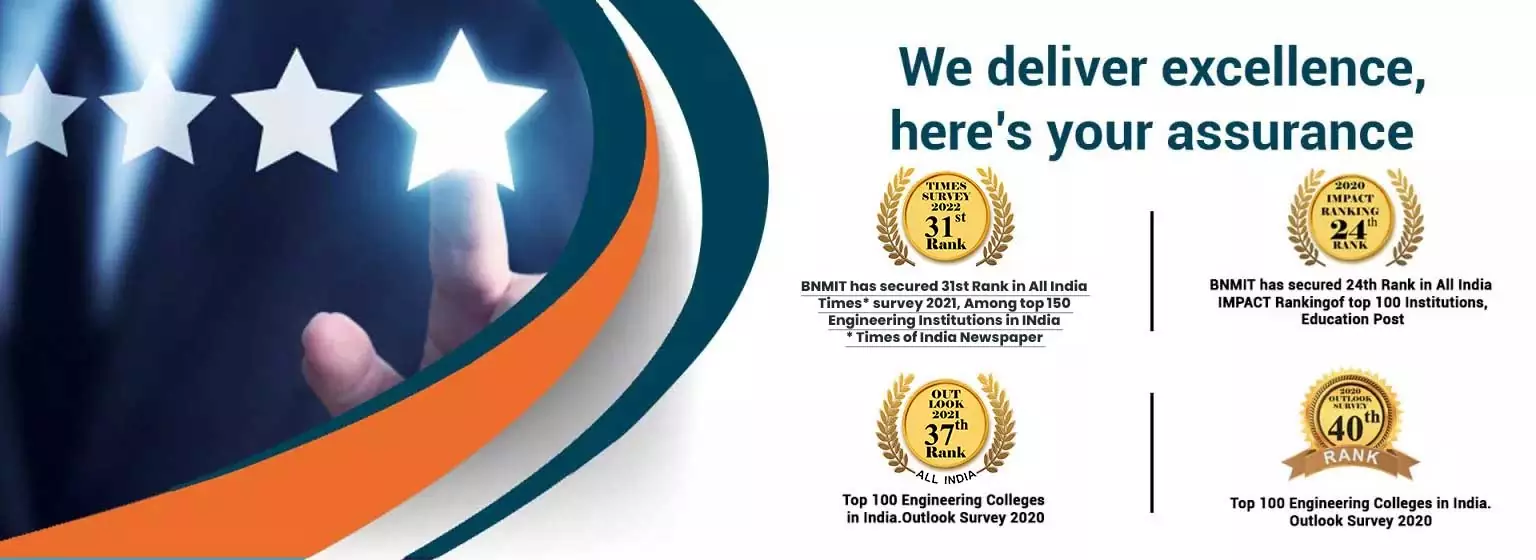 We deliver excellence,
here's your assurance
TIMES
SURVEY
2022
31st
Rank
BNMIT has secured 31st Rank in All India
Times* survey 2021, Among top 150
Engineering Institutions in INdia
* Times of India Newspaper
2020
IMPACT
RANKING
24th
RANK
BNMIT has secured 24th Rank in All India
IMPACT Rankingof top 100 Institutions,
Education Post
OUT
LOOK
2021
37th
Rank
ALL INDIA
Top 100 Engineering Colleges
in India.Outlook Survey 2020
2020
OUTLOOK
SURVEY
40th
RANK
Top 100 Engineering Colleges in India.
Outlook Survey 2020